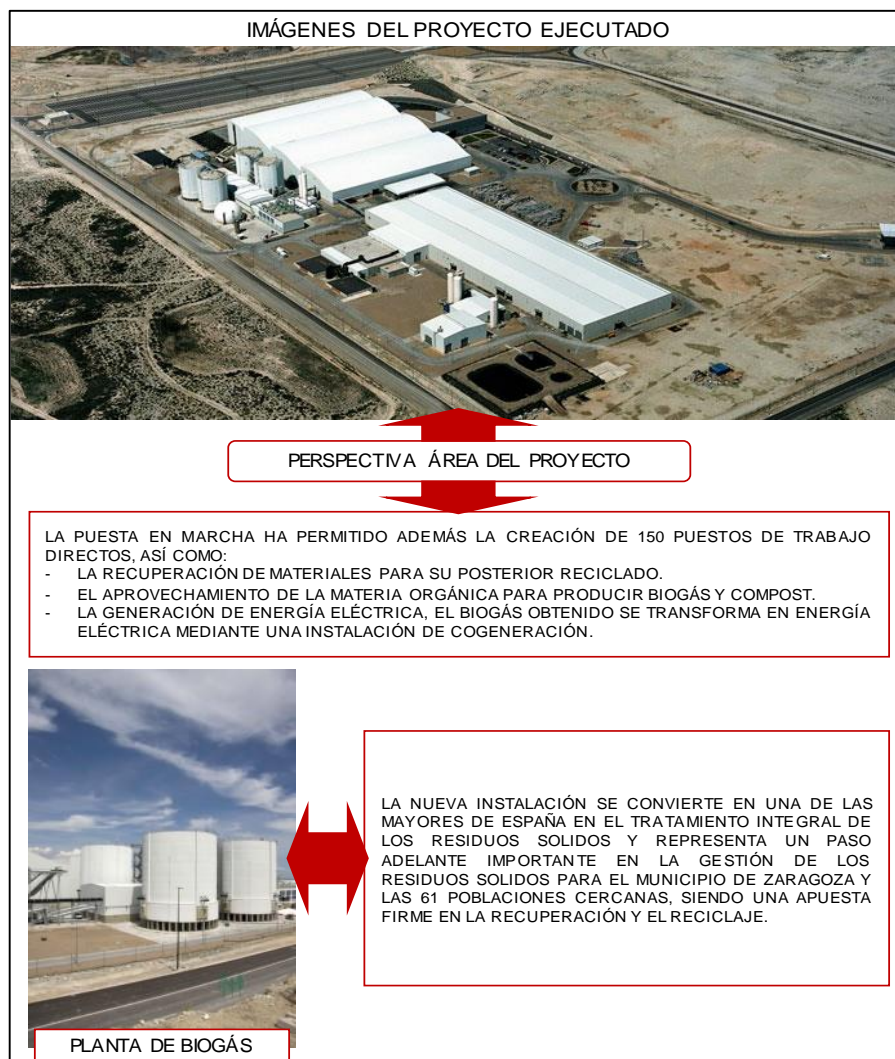 IMÁGENES DEL PROYECTO EJECUTADO
PERSPECTIVA ÁREA DEL PROYECTO
LA PUESTA EN MARCHA HA PERMITIDO ADEMÁS LA CREACIÓN DE 150 PUESTOS DE TRABAJO
DIRECTOS, ASÍ COMO:
- LA RECUPERACIÓN DE MATERIALES PARA SU POSTERIOR RECICLADO.
- EL APROVECHAMIENTO DE LA MATERIA ORGÁNICA PARA PRODUCIR BIOGÁS Y COMPOST.
- LA GENERACIÓN DE ENERGÍA ELÉCTRICA, EL BIOGÁS OBTENIDO SE TRANSFORMA EN ENERGÍA
ELÉCTRICA MEDIANTE UNA INSTALACIÓN DE COGENERACIÓN.
LA NUEVA INSTALACIÓN SE CONVIERTE EN UNA DE LAS
MAYORES DE ESPAÑA EN EL TRATAMIENTO INTEGRAL DE
LOS RESIDUOS SOLIDOS Y REPRESENTA UN PASO
ADELANTE IMPORTANTE EN LA GESTIÓN DE LOS
RESIDUOS SOLIDOS PARA EL MUNICIPIO DE ZARAGOZA Y
LAS 61 POBLACIONES CERCANAS, SIENDO UNA APUESTA
FIRME EN LA RECUPERACIÓN Y EL RECICLAJE.
PLANTA DE BIOGÁS